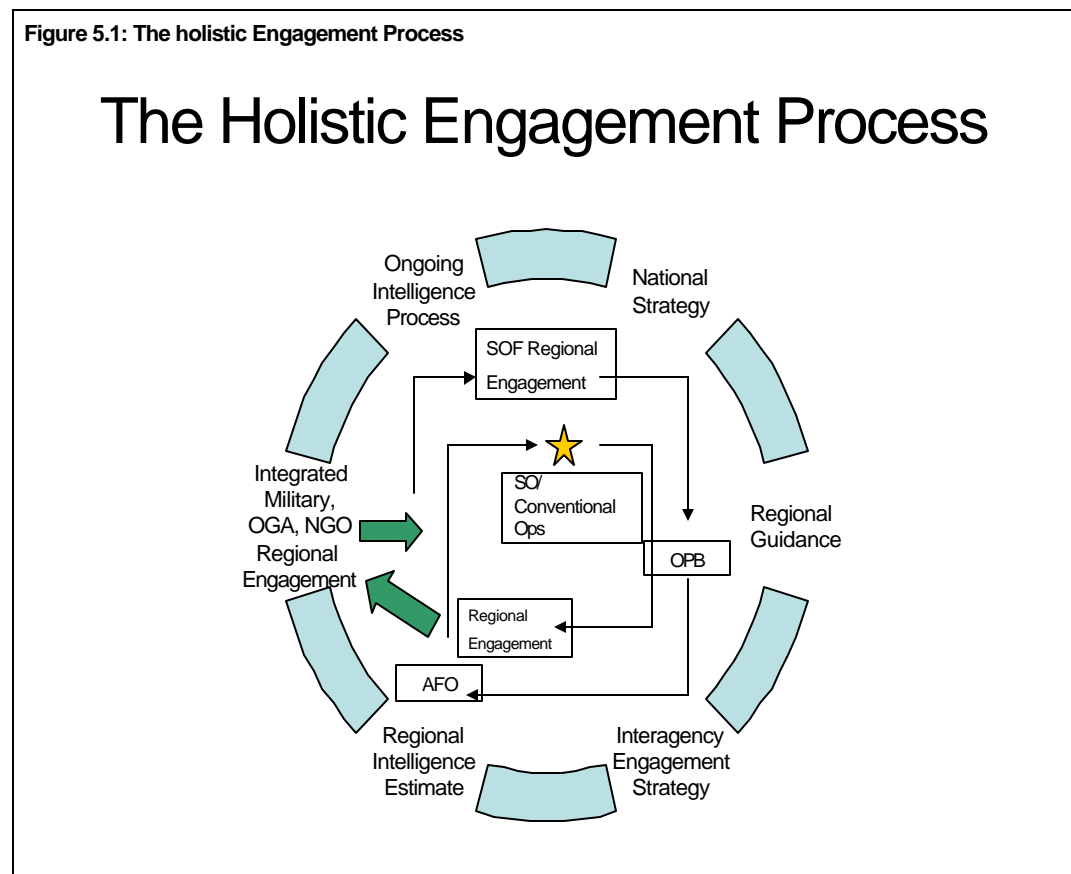 Figure 5.1: The holistic Engagement Process
The Holistic Engagement Process
Ongoing
Intelligence
Process
National
Strategy
SOF Regional
Engagement
Integrated
Military,
OGA, NGO
Regional
Engagement
SO/
Conventional
Ops
Regional
Guidance
OPB
Regional
Engagement
AFO
Regional
Intelligence
Estimate
Interagency
Engagement
Strategy